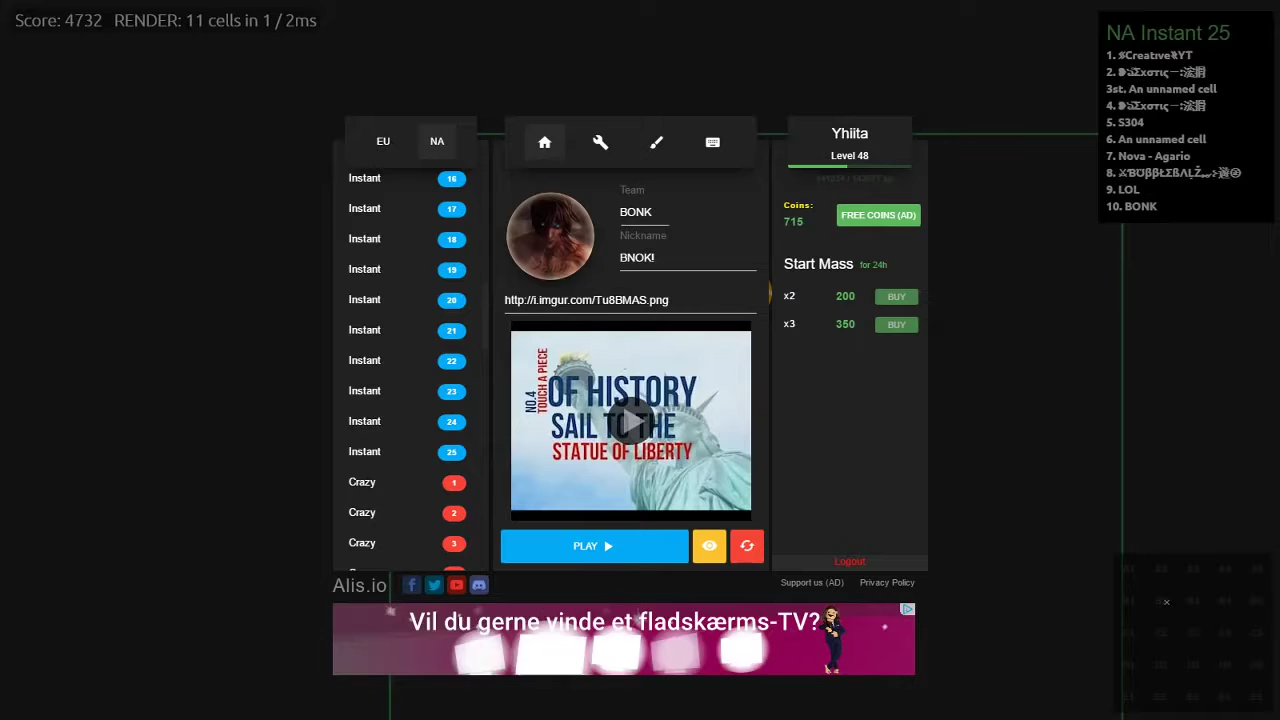 Score: 4732 RENDER: 11 cells in 1 / 2ms
NA Instant 25
3st. An unnamed cell
5. S304
6. An unnamed cell
7. Nova - Agario
9. LOL
10. BONK
EU NA
Instant 16
Instant 17
Instant 18
Instant 19
Instant 20
Instant 21
Instant 22
Instant 23
Instant 24
Instant 25
Crazy 1
Crazy 2
Crazy 3
Team
BONK
Nickname
BNOK!
http://i.imgur.com/Tu8BMAS.png
NO.4
TOUCH A PIECE
OF HISTORY
SAIL TO THE
STATUE OF LIBERTY
PLAY
Yhiita
Level 48
Coins:
715
FREE COINS (AD)
Start Mass for 24h
x2 200 BUY
x3 350 BUY
Logout
Alis.io
Support us (AD) Privacy Policy
Vil du gerne vinde et fladskærms-TV?